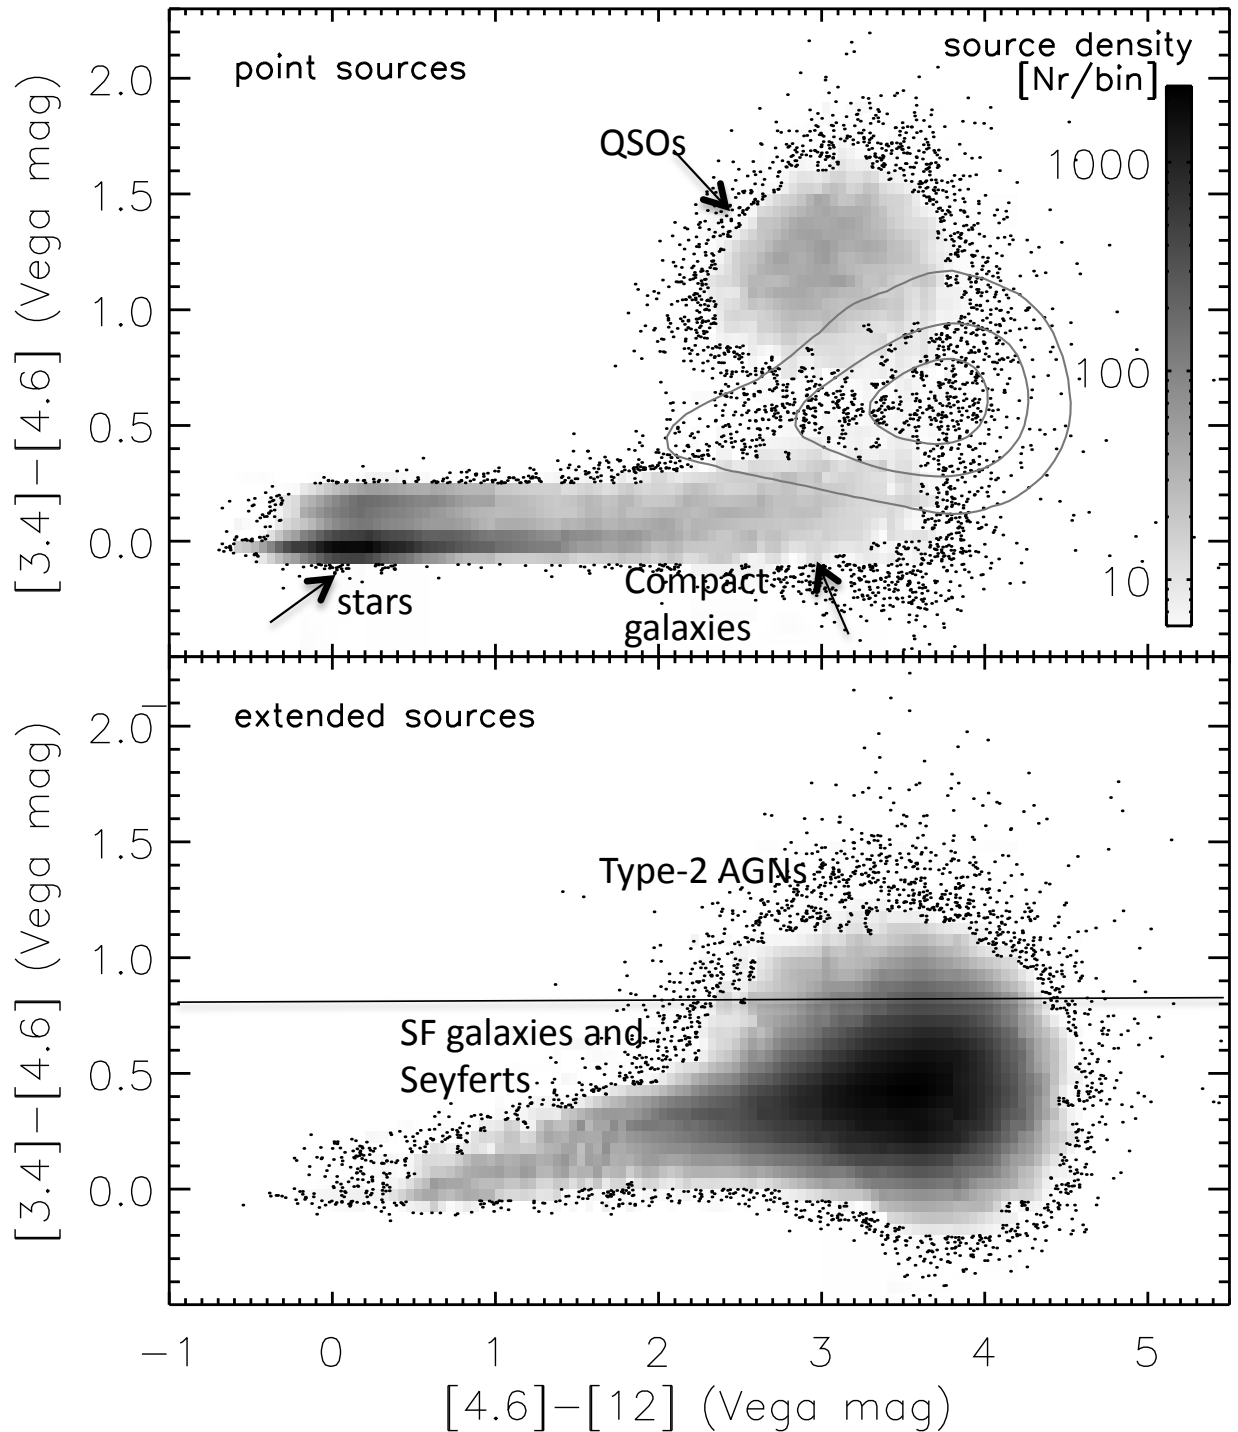 point sources
source density
[Nr/bin]
1000
100
10
QSOs
stars
Compact
galaxies
[3.4]−[4.6] (Vega mag)
2.0
1.5
1.0
0.5
0.0
extended sources
Type-2 AGNs
SF galaxies and
Seyferts
[3.4]−[4.6] (Vega mag)
2.0
1.5
1.0
0.5
0.0
−1 0 1 2 3 4 5
[4.6]−[12] (Vega mag)